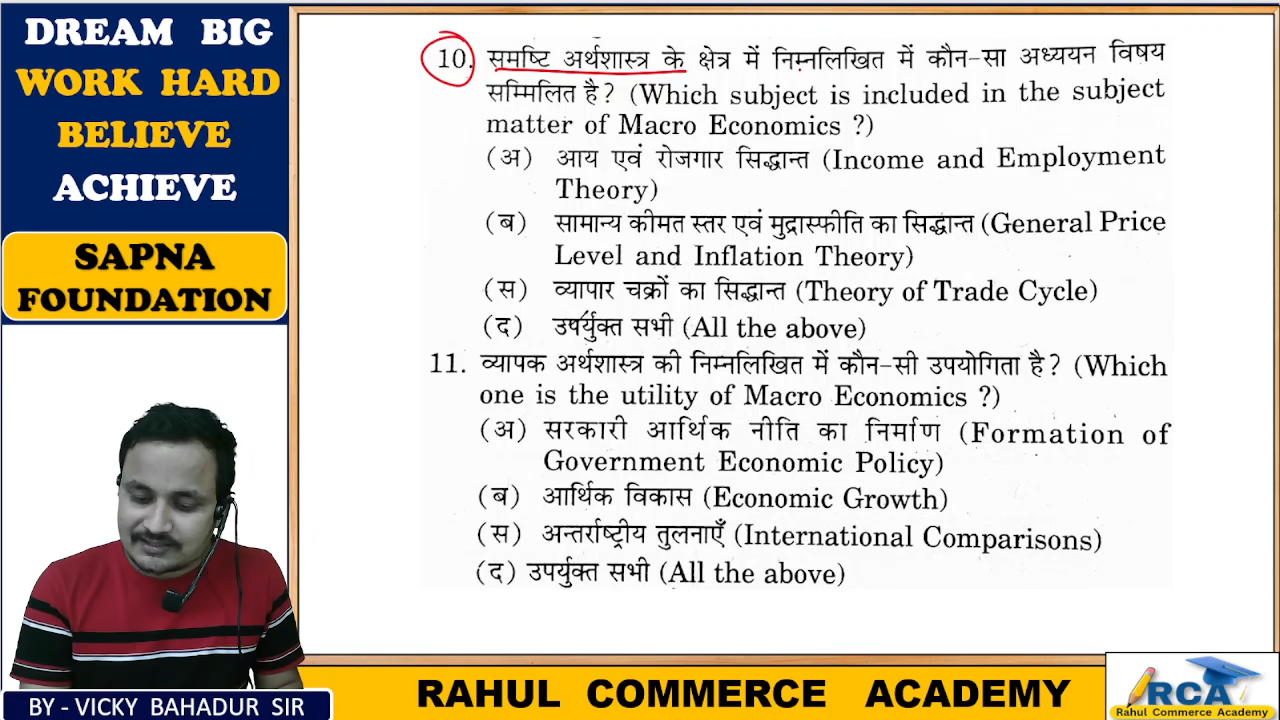 DREAM BIG
WORK HARD
BELIEVE
ACHIEVE
SAPNA
FOUNDATION
10. समष्टि अर्थशास्त्र के क्षेत्र में निम्नलिखित में कौन-सा अध्ययन विषय
सम्मिलित है? (Which subject is included in the subject
matter of Macro Economics ?)
(अ) आय एवं रोजगार सिद्धान्त (Income and Employment
Theory)
(ब) सामान्य कीमत स्तर एवं मुद्रास्फीति का सिद्धान्त (General Price
Level and Inflation Theory)
(स) व्यापार चक्रों का सिद्धान्त (Theory of Trade Cycle)
(द) उपर्युक्त सभी (All the above)
11. व्यापक अर्थशास्त्र की निम्नलिखित में कौन-सी उपयोगिता है? (Which
one is the utility of Macro Economics ?)
(अ) सरकारी आर्थिक नीति का निर्माण (Formation of
Government Economic Policy)
(ब) आर्थिक विकास (Economic Growth)
(स) अन्तर्राष्ट्रीय तुलनाएँ (International Comparisons)
(द) उपर्युक्त सभी (All the above)
BY - VICKY BAHADUR SIR
RAHUL COMMERCE ACADEMY
RCA
Rahul Commerce Academy